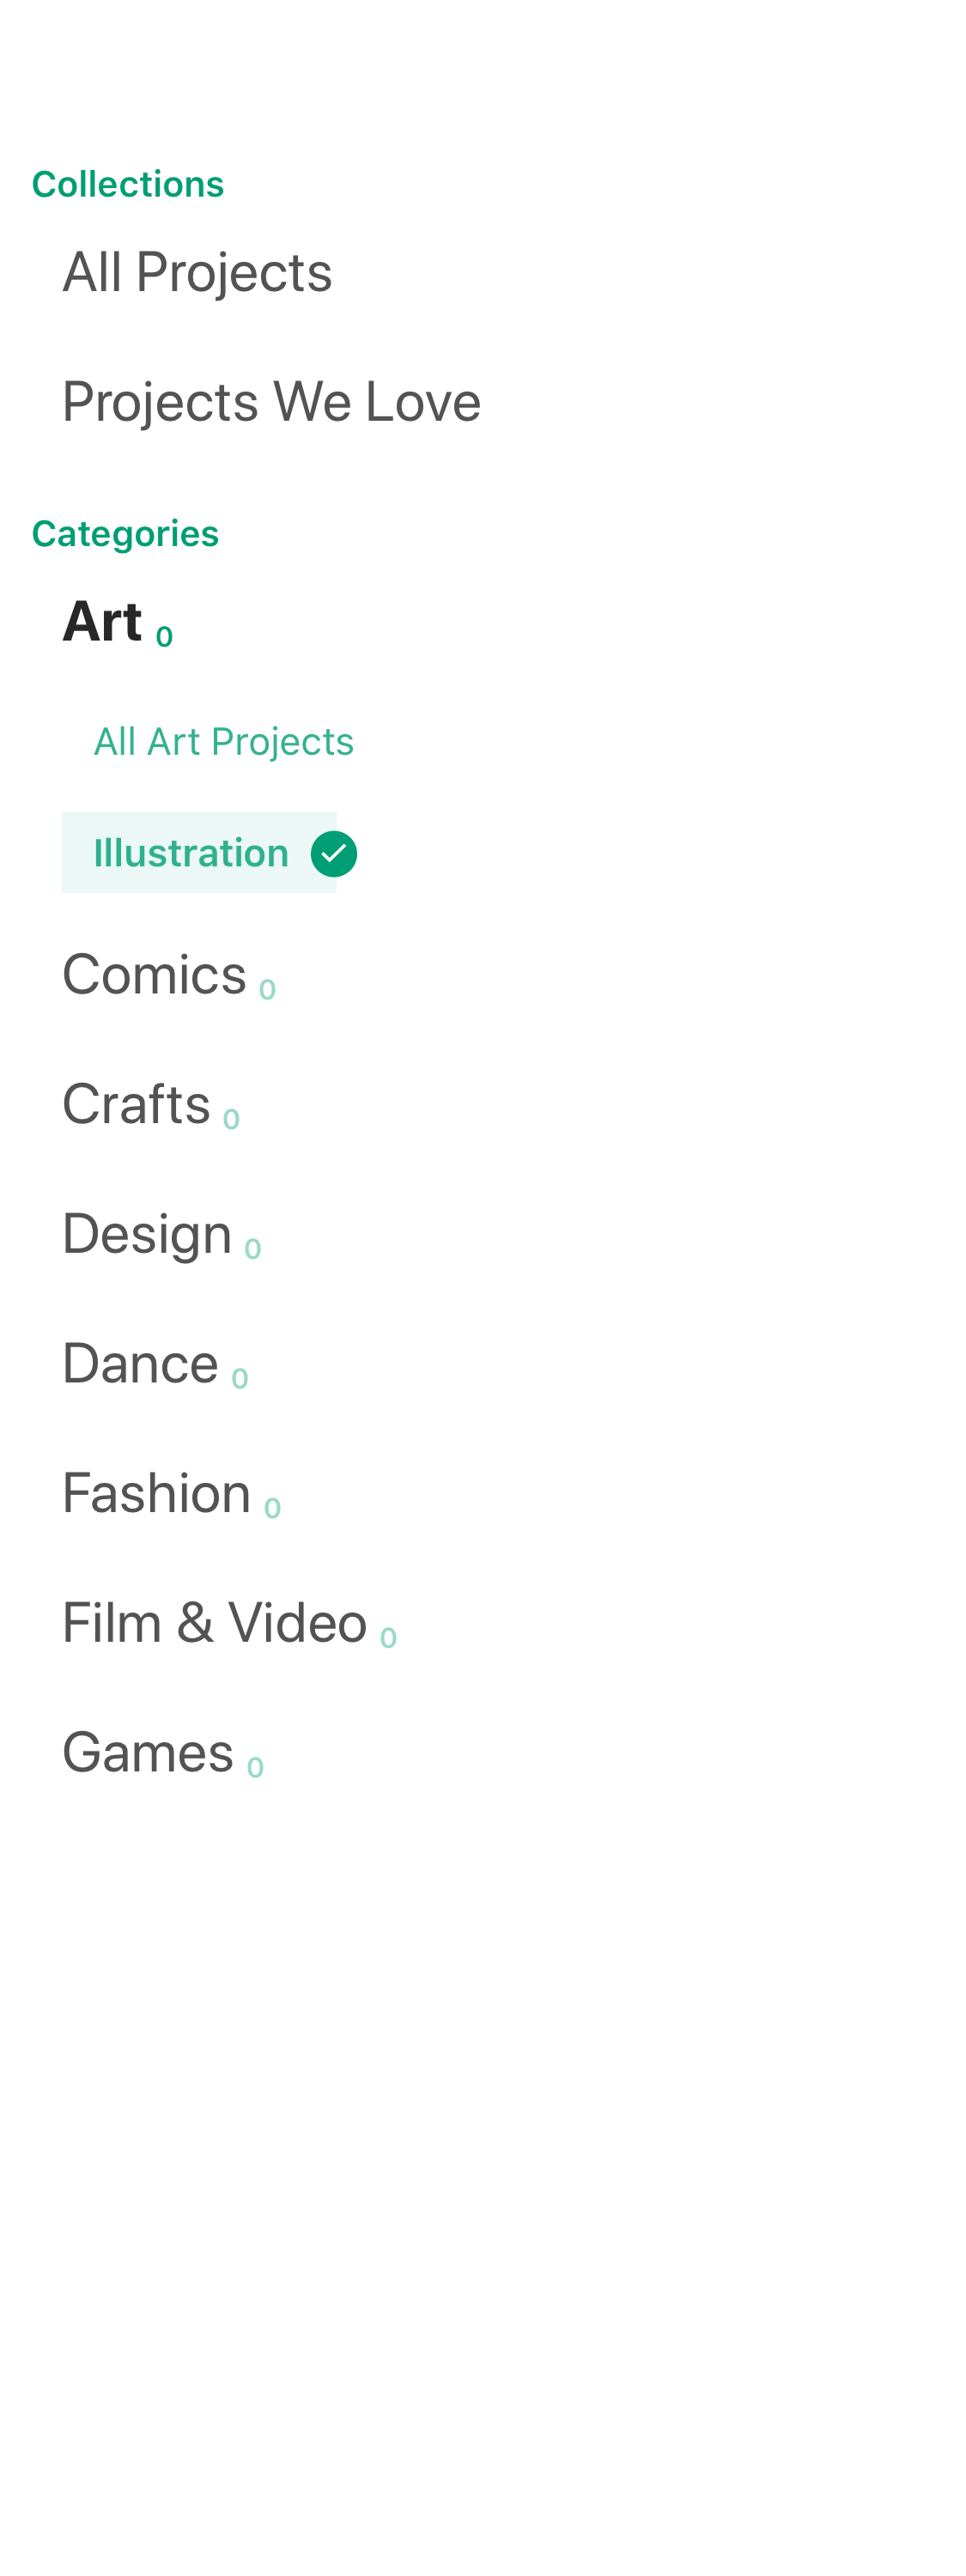 Collections
All Projects
Projects We Love
Categories
Art 0
All Art Projects
Illustration
Comics 0
Crafts 0
Design 0
Dance 0
Fashion 0
Film & Video 0
Games 0